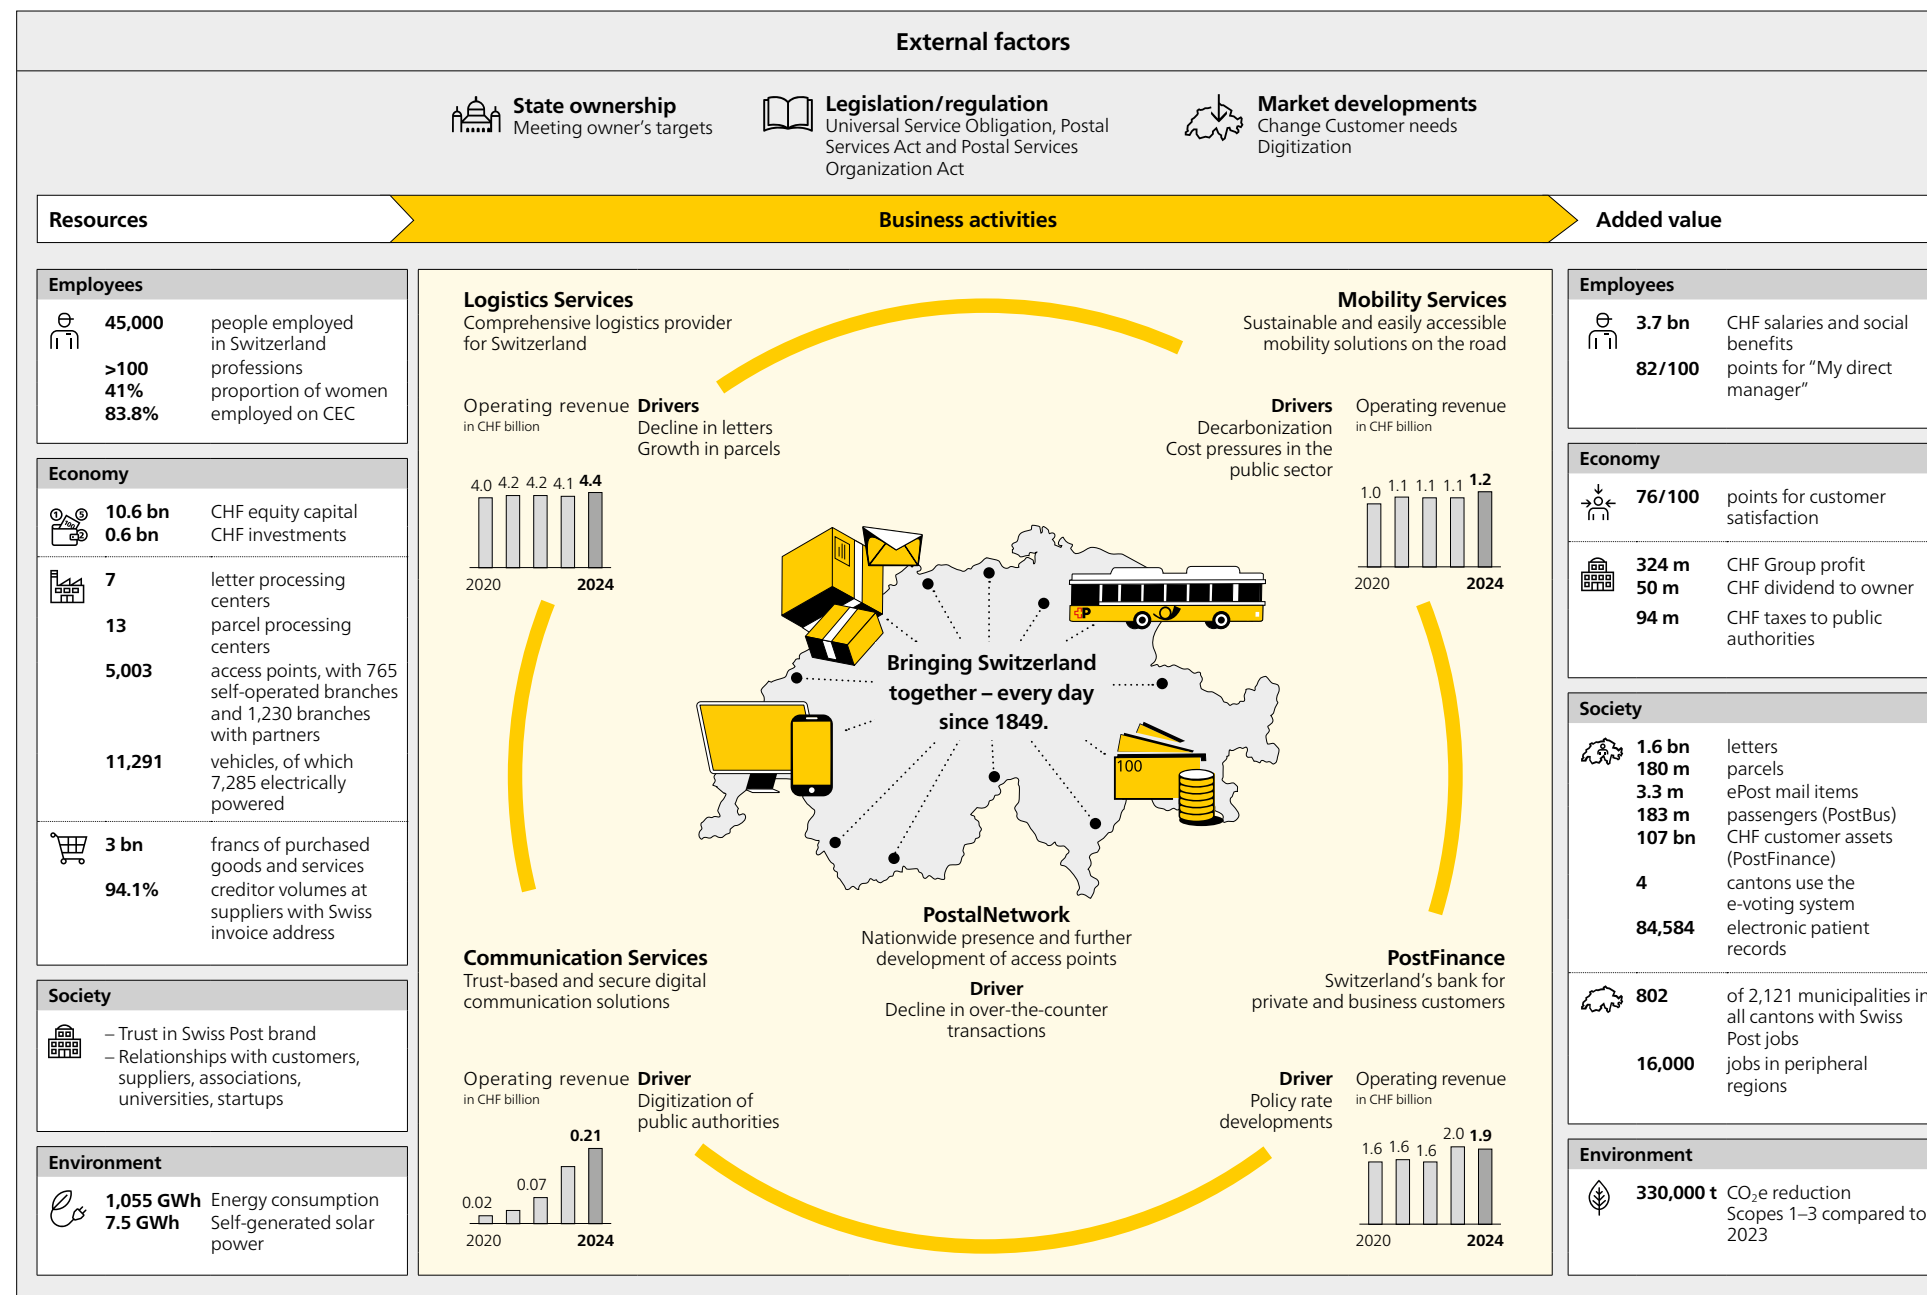 External factors
State ownership
Meeting owner's targets
Legislation/regulation
Universal Service Obligation, Postal
Services Act and Postal Services
Organization Act
Market developments
Change Customer needs
Digitization
Resources
Business activities
Added value
Employees
45,000 people employed
in Switzerland
>100 professions
41% proportion of women
83.8% employed on CEC
Economy
10.6 bn CHF equity capital
0.6 bn CHF investments
7 letter processing
centers
13 parcel processing
centers
5,003 access points, with 765
self-operated branches
and 1,230 branches
with partners
11,291 vehicles, of which
7,285 electrically
powered
3 bn francs of purchased
goods and services
94.1% creditor volumes at
suppliers with Swiss
invoice address
Society
– Trust in Swiss Post brand
– Relationships with customers,
suppliers, associations,
universities, startups
Environment
1,055 GWh Energy consumption
7.5 GWh Self-generated solar
power
Logistics Services
Comprehensive logistics provider
for Switzerland
Operating revenue
in CHF billion
Drivers
Decline in letters
Growth in parcels
4.0 4.2 4.2 4.1 4.4
2020 2024
Mobility Services
Sustainable and easily accessible
mobility solutions on the road
Drivers
Decarbonization
Cost pressures in the
public sector
Operating revenue
in CHF billion
1.0 1.1 1.1 1.1 1.2
2020 2024
Bringing Switzerland
together – every day
since 1849.
P
100
PostalNetwork
Nationwide presence and further
development of access points
Driver
Decline in over-the-counter
transactions
Communication Services
Trust-based and secure digital
communication solutions
Operating revenue
in CHF billion
Driver
Digitization of
public authorities
0.02 0.07 0.21
2020 2024
PostFinance
Switzerland's bank for
private and business customers
Driver
Policy rate
developments
Operating revenue
in CHF billion
1.6 1.6 1.6 2.0 1.9
2020 2024
Employees
3.7 bn CHF salaries and social
benefits
82/100 points for "My direct
manager"
Economy
76/100 points for customer
satisfaction
324 m CHF Group profit
50 m CHF dividend to owner
94 m CHF taxes to public
authorities
Society
1.6 bn letters
180 m parcels
3.3 m ePost mail items
183 m passengers (PostBus)
107 bn CHF customer assets
(PostFinance)
4 cantons use the
e-voting system
84,584 electronic patient
records
802 of 2,121 municipalities in
all cantons with Swiss
Post jobs
16,000 jobs in peripheral
regions
Environment
330,000 t CO₂e reduction
Scopes 1–3 compared to
2023